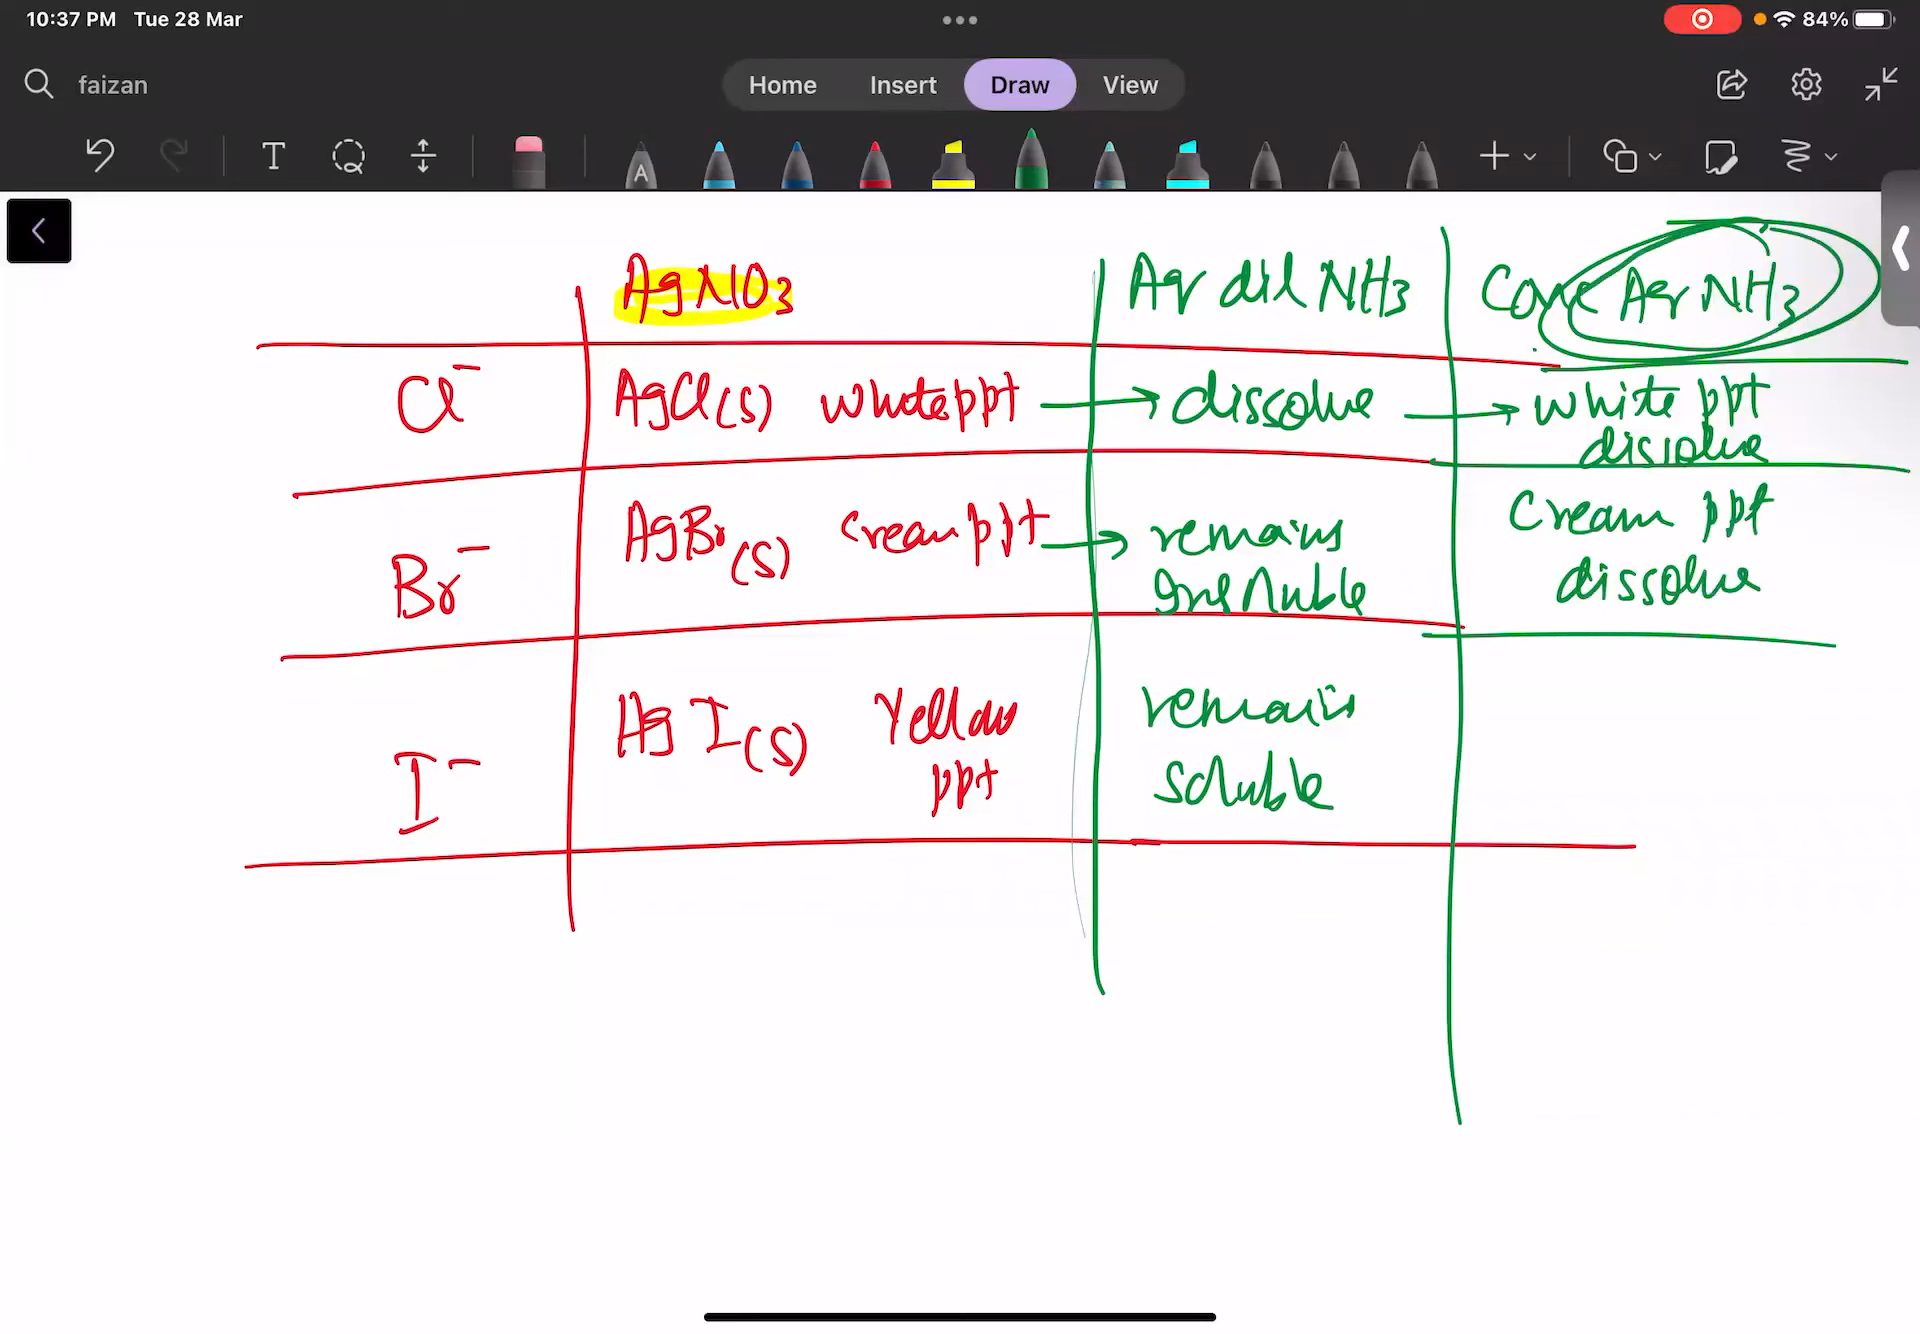 10:37 PM Tue 28 Mar
84%
faizan
Home Insert Draw View
T
A
AgNO3 Aq dil NH3 Conc Aq NH3
Cl⁻ AgCl(s) white ppt → dissolve → white ppt
dissolve
Br⁻ AgBr(s) cream ppt → remains
insoluble
Cream ppt
dissolve
I⁻ AgI(s) Yellow
ppt
remains
soluble